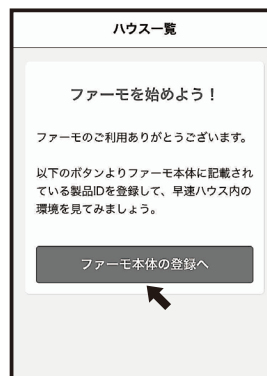 ハウス一覧
ファーモを始めよう！
ファーモのご利用ありがとうございます。
以下のボタンよりファーモ本体に記載され
ている製品IDを登録して、早速ハウス内の
環境を見てみましょう。
ファーモ本体の登録へ